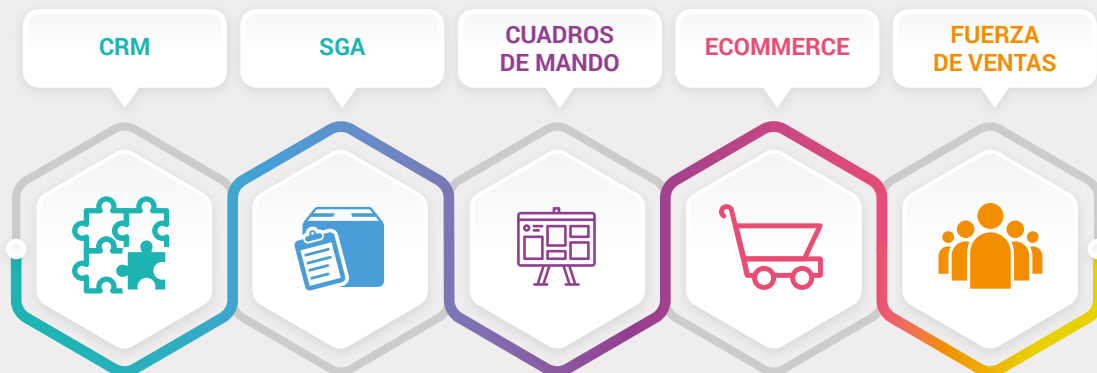 CRM
SGA
CUADROS
DE MANDO
ECOMMERCE
FUERZA
DE VENTAS